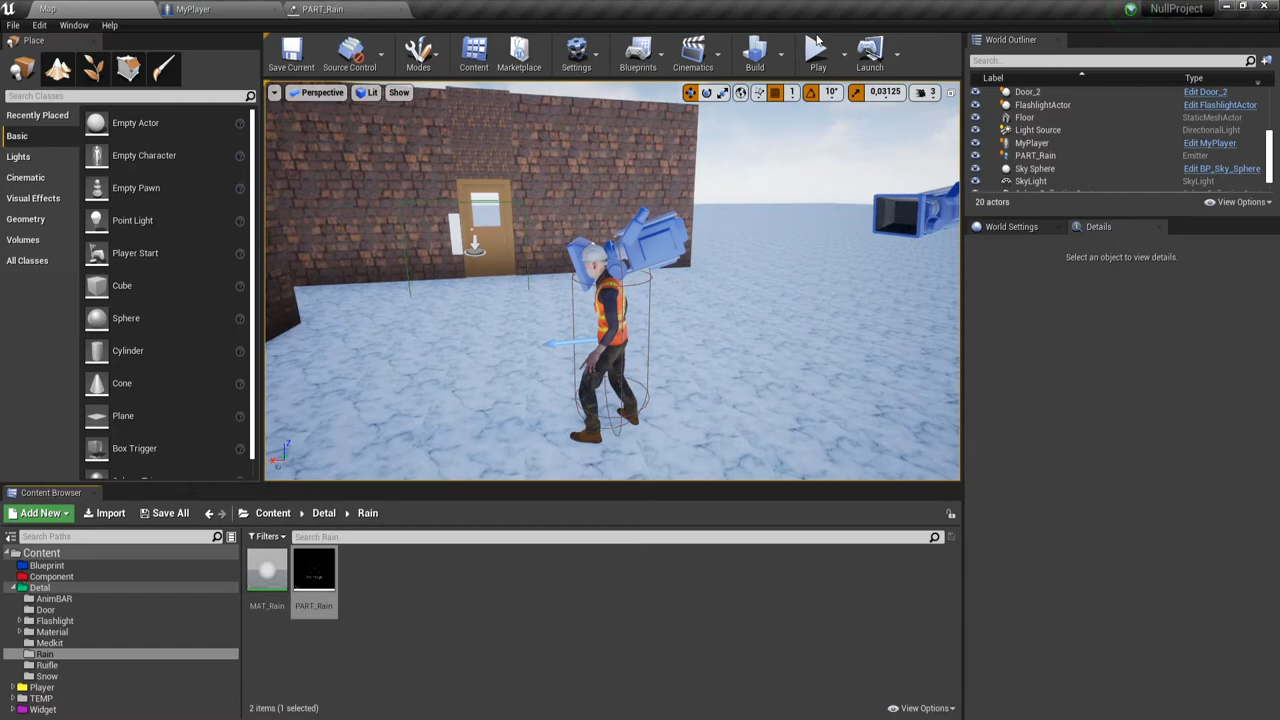 Map
MyPlayer
PART_Rain
NullProject
File Edit Window Help
Place
Search Classes
Recently Placed
Basic
Lights
Cinematic
Visual Effects
Geometry
Volumes
All Classes
Empty Actor
Empty Character
Empty Pawn
Point Light
Player Start
Cube
Sphere
Cylinder
Cone
Plane
Box Trigger
Save Current
Source Control
Modes
Content
Marketplace
Settings
Blueprints
Cinematics
Build
Play
Launch
Perspective
Lit
Show
1
10°
0,03125
3
X
Z
World Outliner
Search...
Label Type
Door_2 Edit Door_2
FlashlightActor Edit FlashlightActor
Floor StaticMeshActor
Light Source DirectionalLight
MyPlayer Edit MyPlayer
PART_Rain Emitter
Sky Sphere Edit BP_Sky_Sphere
SkyLight SkyLight
20 actors View Options
World Settings Details
Select an object to view details.
Content Browser
Add New Import Save All Content Detal Rain
Search Paths
Filters Search Rain
Content
Blueprint
Component
Detal
AnimBAR
Door
Flashlight
Material
Medkit
Rain
Ruifle
Snow
Player
TEMP
Widget
MAT_Rain
PART_Rain
2 items (1 selected)
View Options